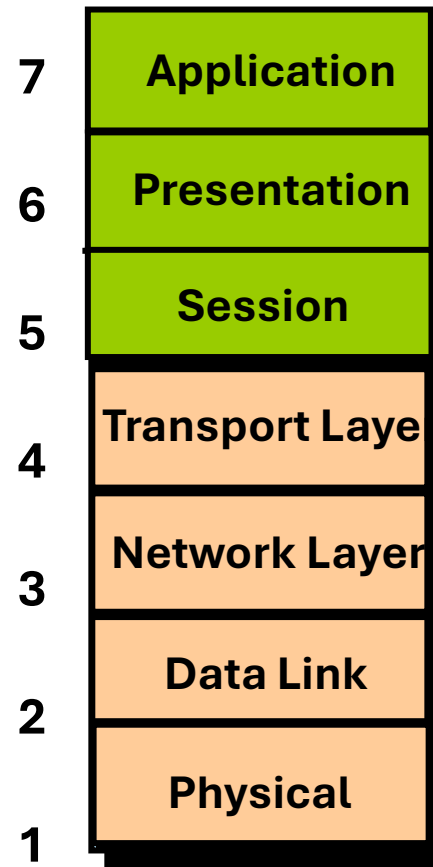 7 Application
6 Presentation
5 Session
4 Transport Laye
3 Network Layer
2 Data Link
1 Physical